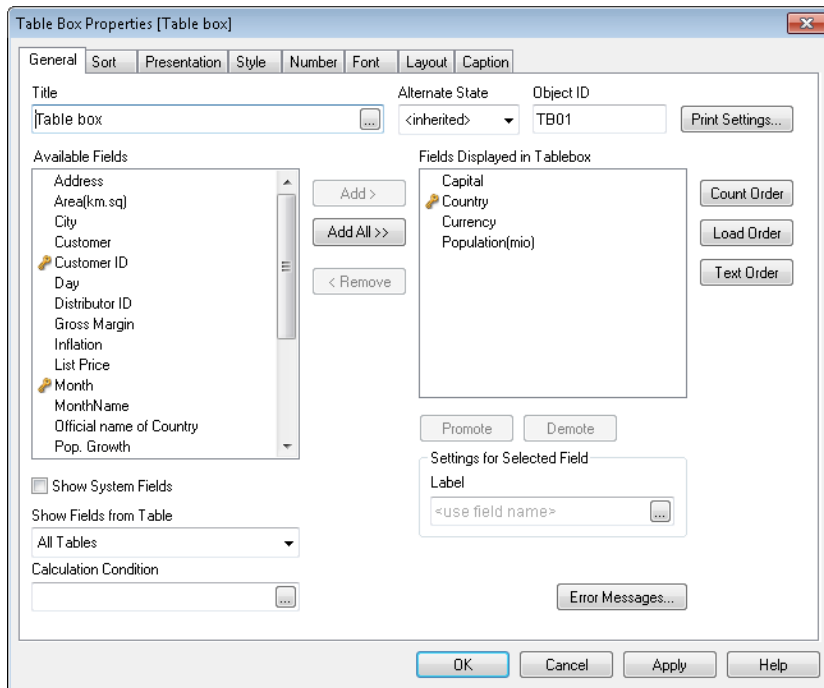 Table Box Properties [Table box]
General Sort Presentation Style Number Font Layout Caption
Title Alternate State Object ID
Table box ... <inherited> TB01 Print Settings...
Available Fields
Address
Area(km.sq)
City
Customer
Customer ID
Day
Distributor ID
Gross Margin
Inflation
List Price
Month
MonthName
Official name of Country
Pop. Growth
Add >
Add All >>
< Remove
Fields Displayed in Tablebox
Capital
Country
Currency
Population(mio)
Count Order
Load Order
Text Order
Promote Demote
Show System Fields
Show Fields from Table
All Tables
Calculation Condition
...
Settings for Selected Field
Label
<use field name> ...
Error Messages...
OK Cancel Apply Help